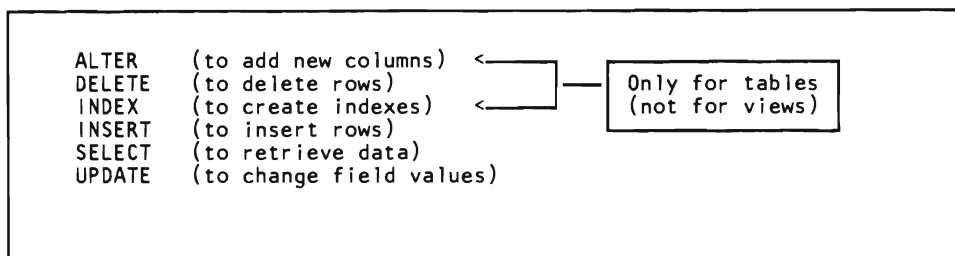 ALTER (to add new columns) <
DELETE (to delete rows)
INDEX (to create indexes) <
INSERT (to insert rows)
SELECT (to retrieve data)
UPDATE (to change field values)
Only for tables
(not for views)